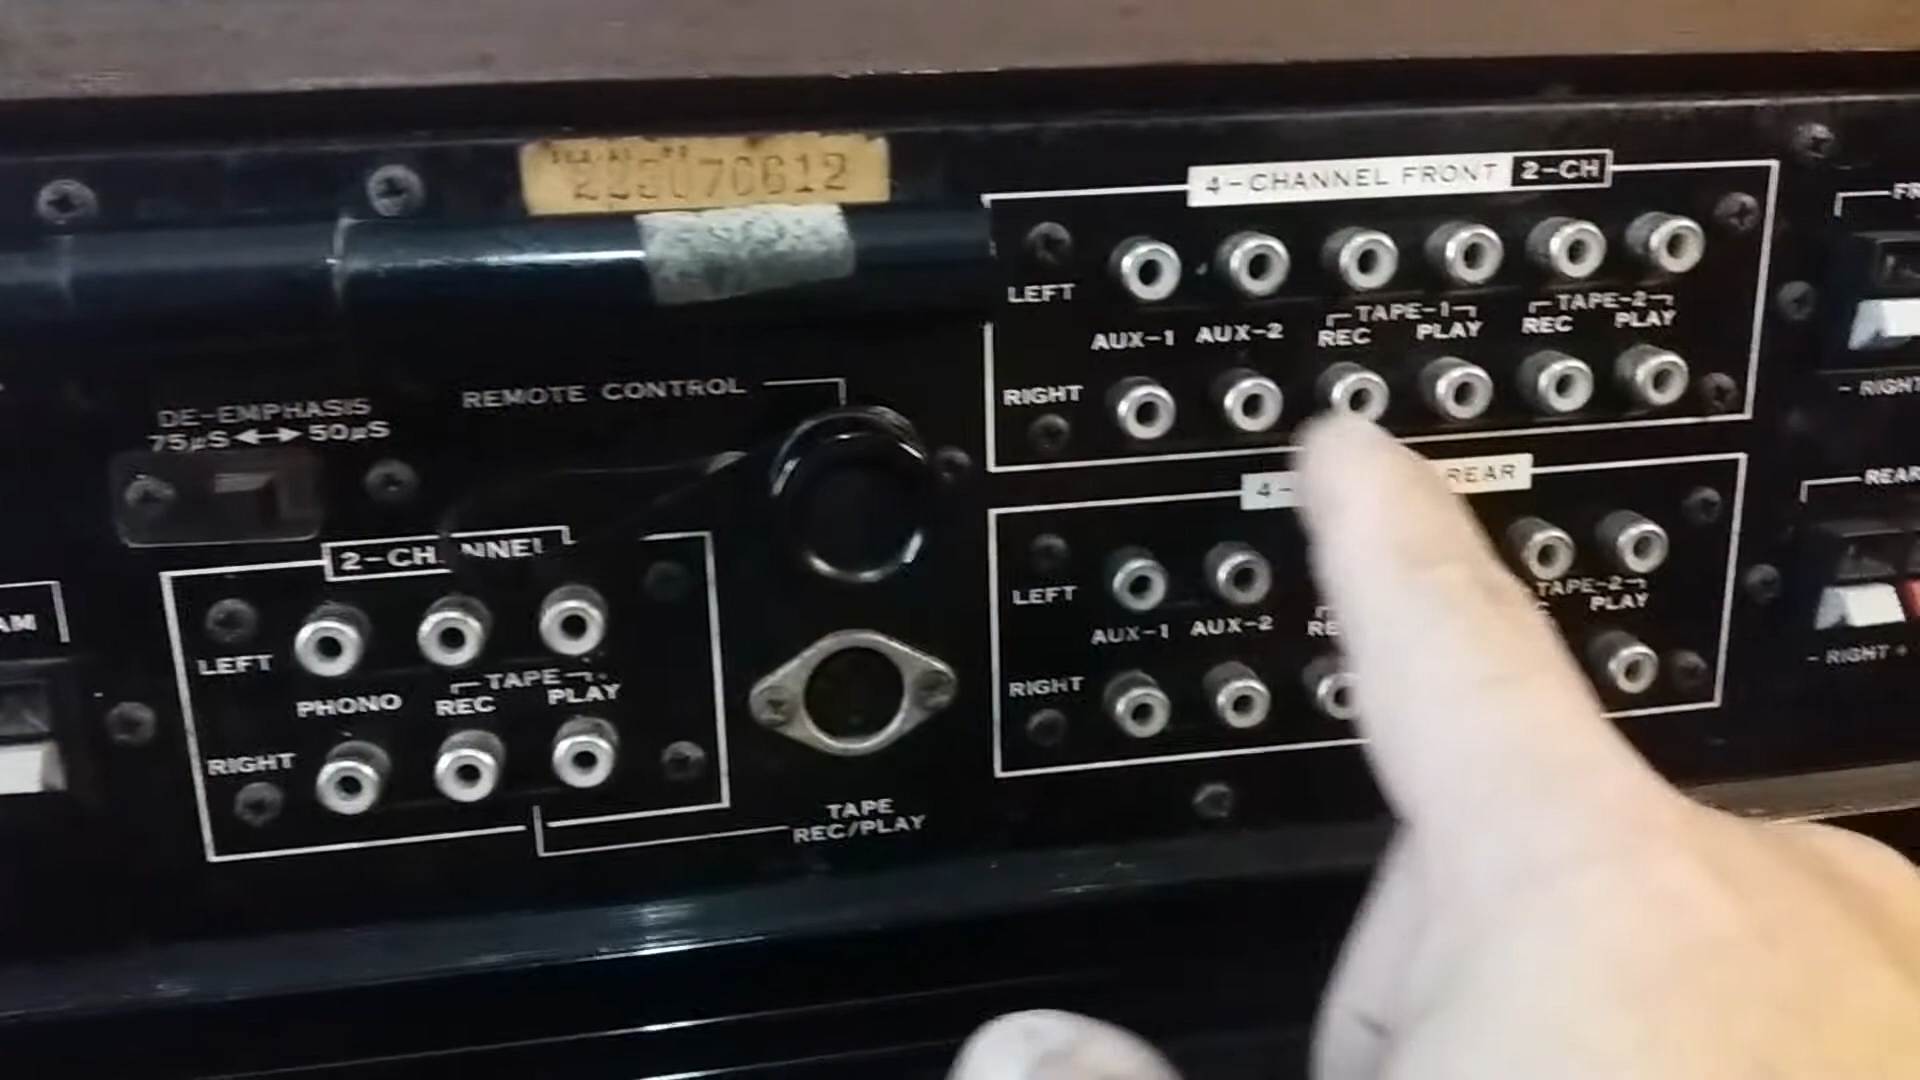 4-CHANNEL FRONT 2-CH
LEFT
AUX-1 AUX-2 TAPE-1 TAPE-2
REC PLAY REC PLAY
RIGHT
4- REAR
LEFT
AUX-1 AUX-2 TAPE-2
PLAY
RIGHT
DE-EMPHASIS
75µS 50µS
REMOTE CONTROL
2-CH NNEL
LEFT
PHONO TAPE
REC PLAY
RIGHT
TAPE
REC/PLAY
- RIGHT
REAR
- RIGHT +